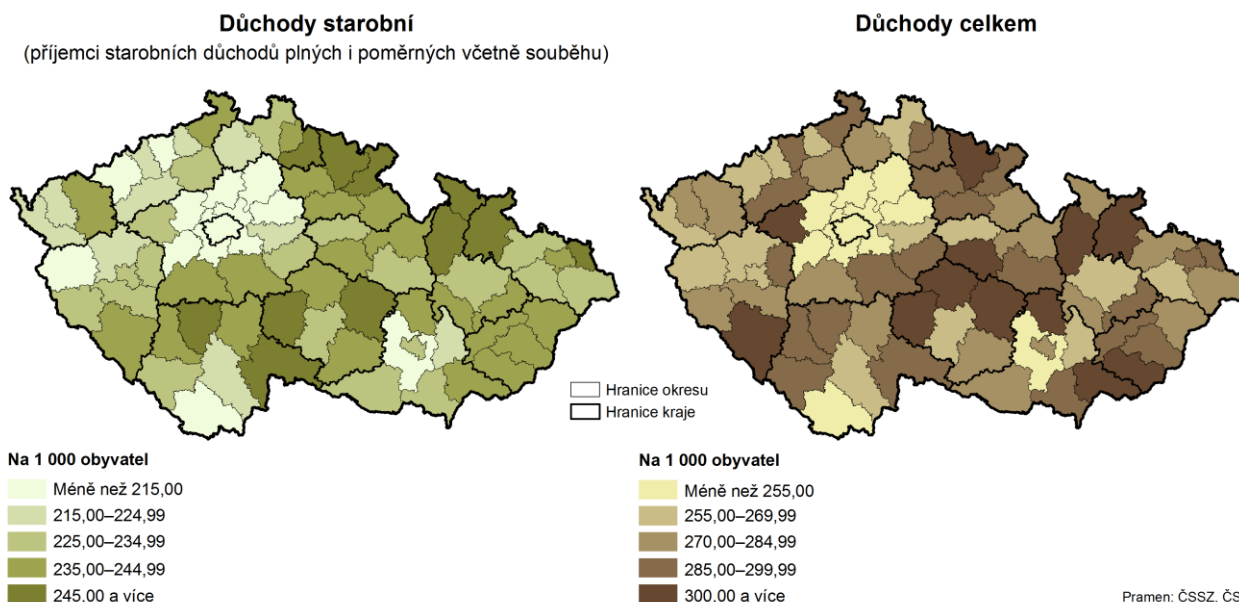 Důchody starobní
(příjemci starobních důchodů plných i poměrných včetně souběhu)
Důchody celkem
Hranice okresu
Hranice kraje
Na 1 000 obyvatel
Méně než 215,00
215,00–224,99
225,00–234,99
235,00–244,99
245,00 a více
Na 1 000 obyvatel
Méně než 255,00
255,00–269,99
270,00–284,99
285,00–299,99
300,00 a více
Pramen: ČSSZ, ČS